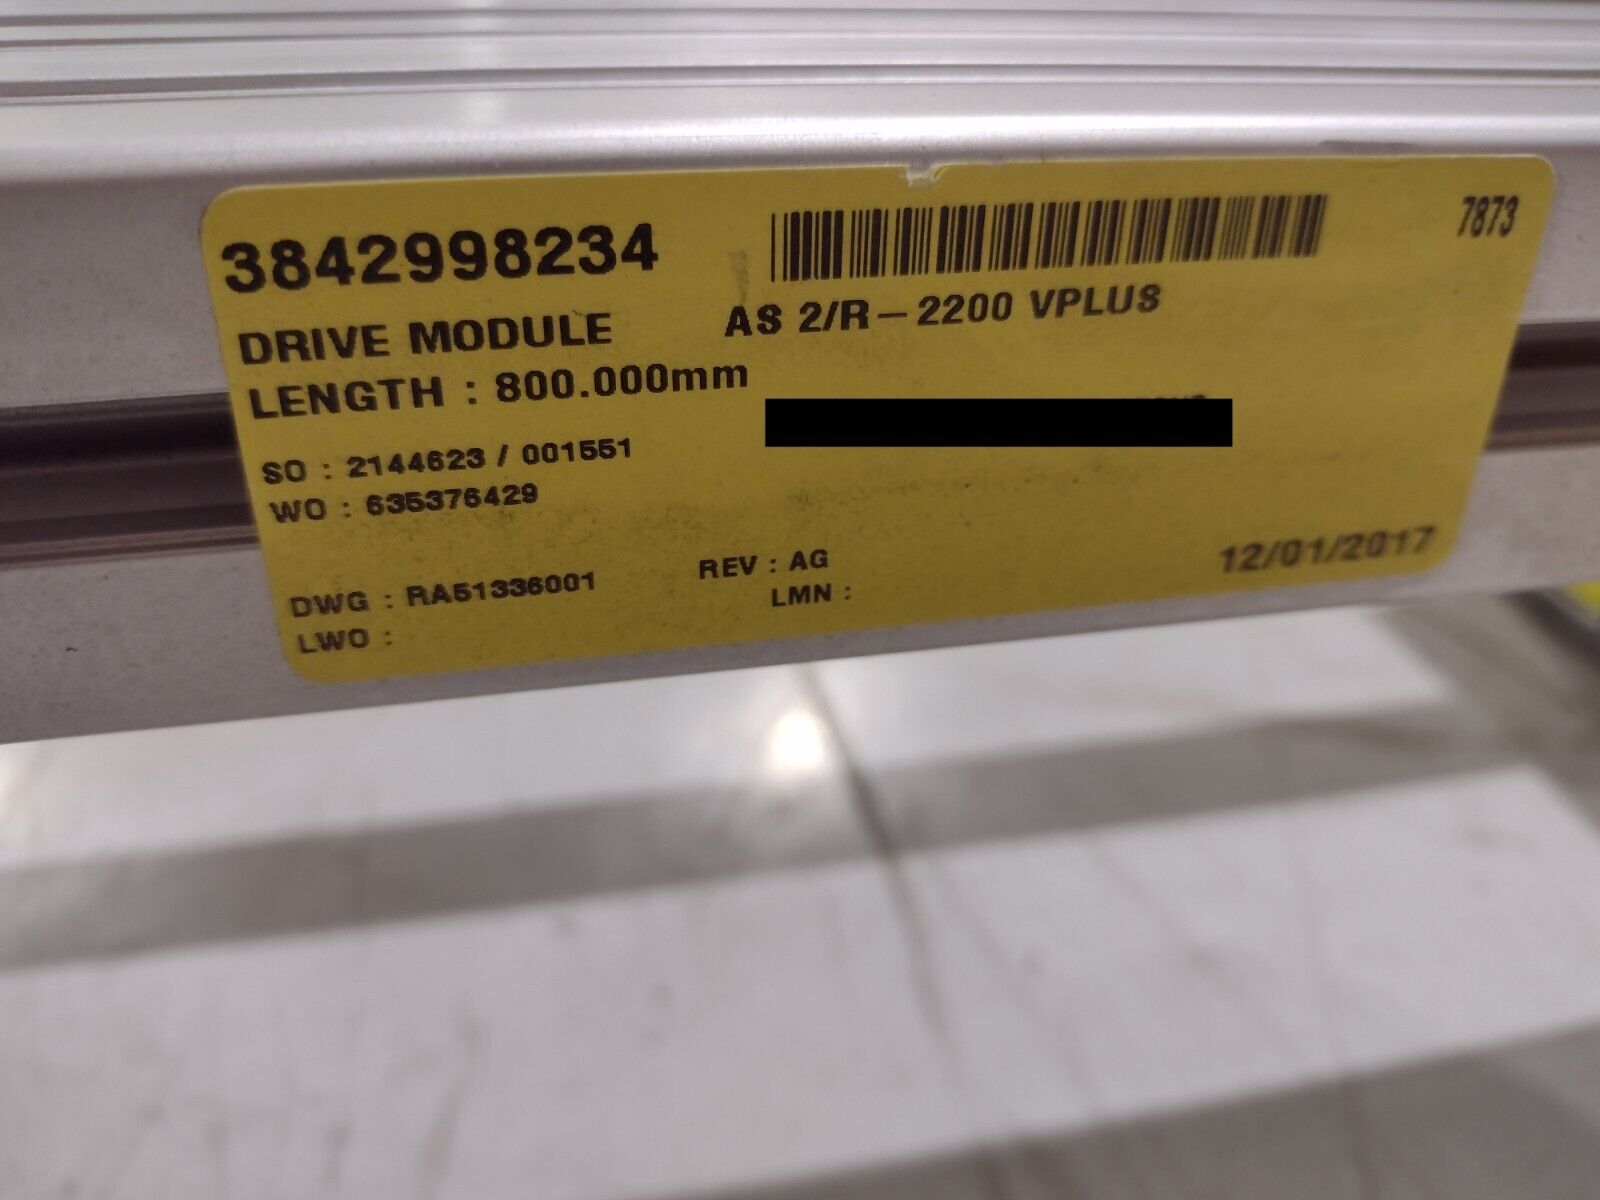 3842998234
7873
DRIVE MODULE AS 2/R-2200 VPLUS
LENGTH : 800.000mm
SO : 2144623 / 001551
WO : 635376429
DWG : RA51336001 REV : AG 12/01/2017
LWO : LMN :